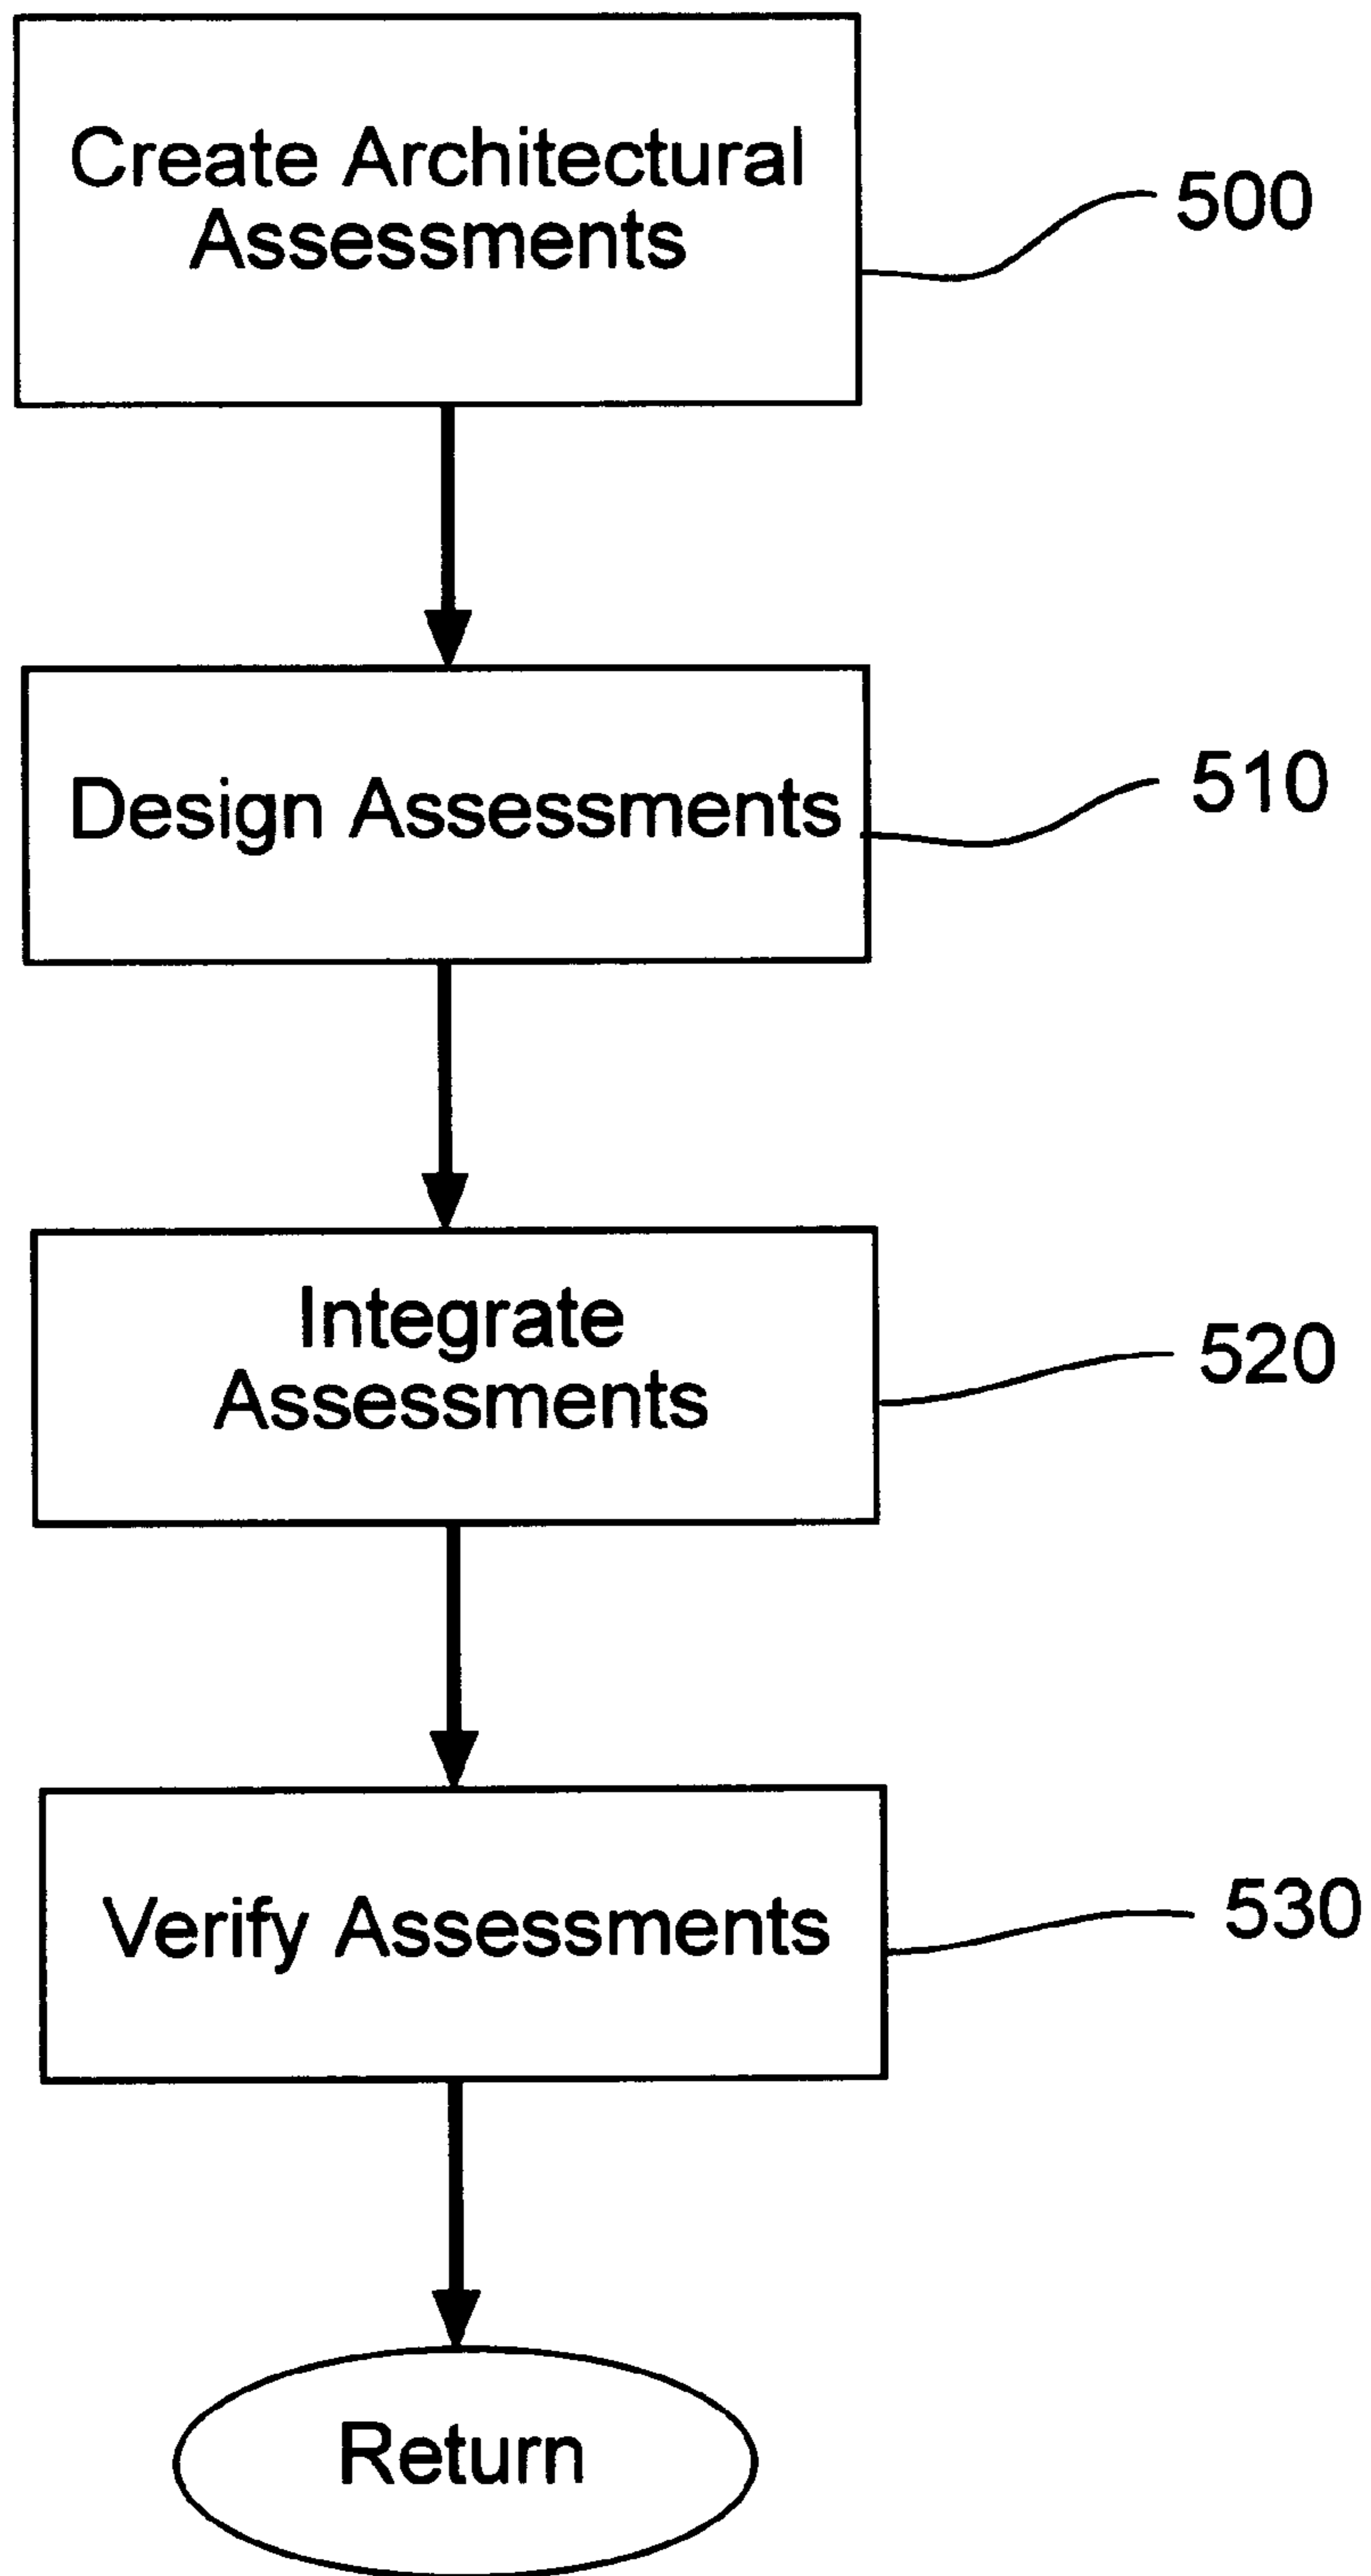 Create Architectural
Assessments
500
Design Assessments
510
Integrate
Assessments
520
Verify Assessments
530
Return